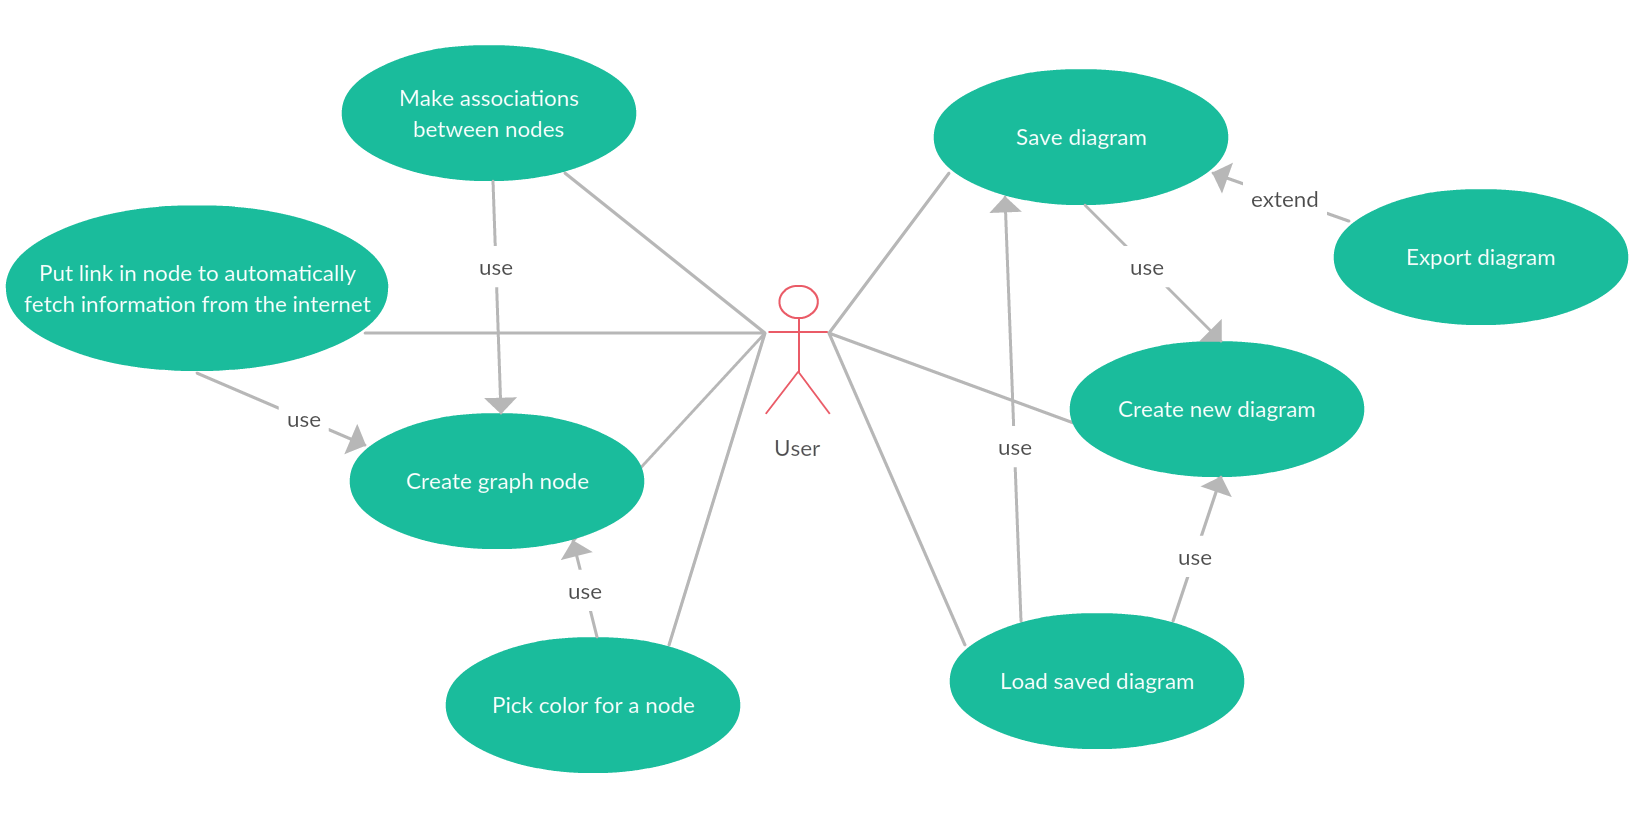 Make associations
between nodes
Save diagram
extend
Export diagram
Put link in node to automatically
fetch information from the internet
use
use
use
Create new diagram
User
use
Create graph node
use
use
Pick color for a node
Load saved diagram